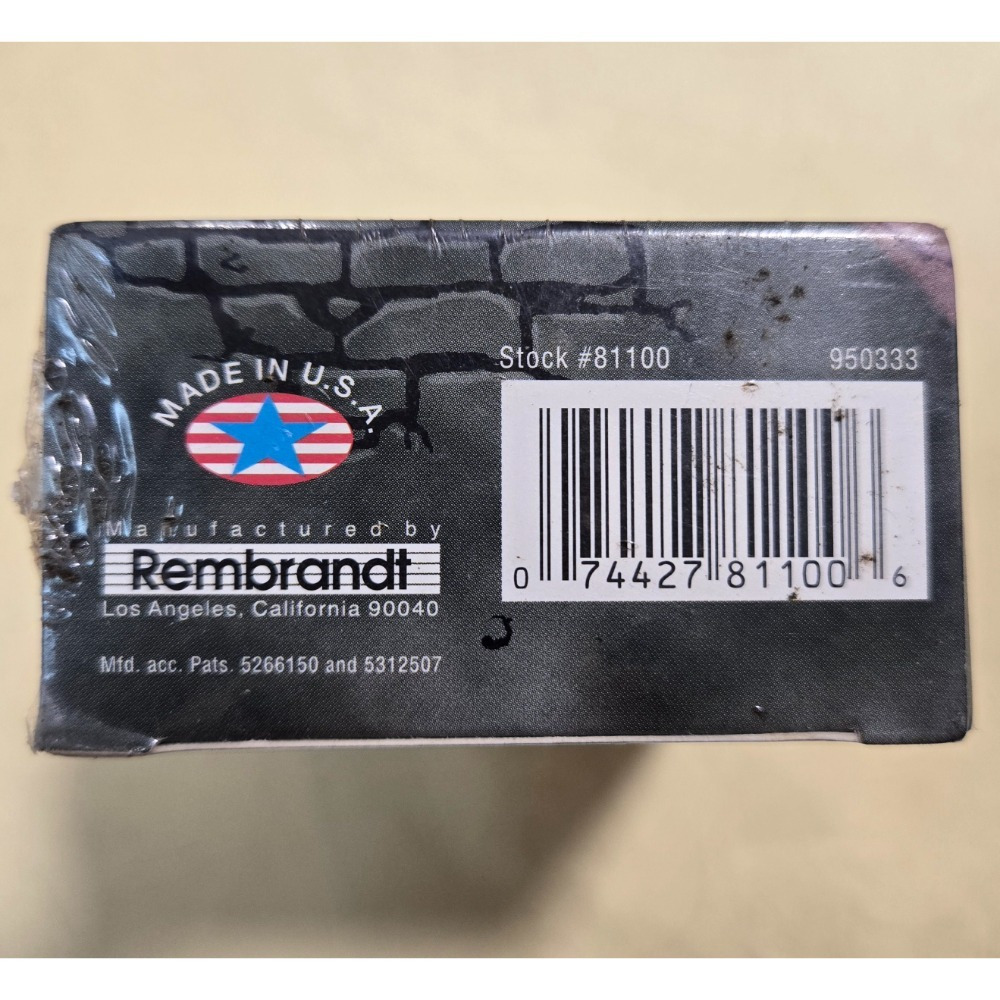 MADE IN U.S.A.
Manufactured by
Rembrandt
Los Angeles, California 90040
Mfd. acc. Pats. 5266150 and 5312507
Stock #81100 950333
0 74427 81100 6